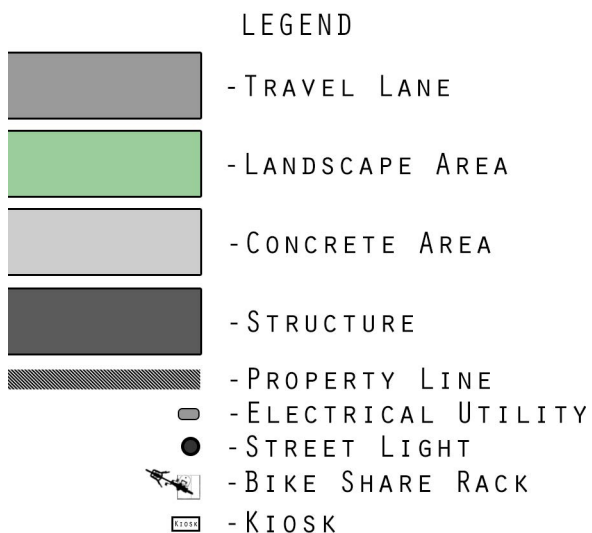 LEGEND
- TRAVEL LANE
- LANDSCAPE AREA
- CONCRETE AREA
- STRUCTURE
- PROPERTY LINE
- ELECTRICAL UTILITY
- STREET LIGHT
- BIKE SHARE RACK
KIOSK - KIOSK